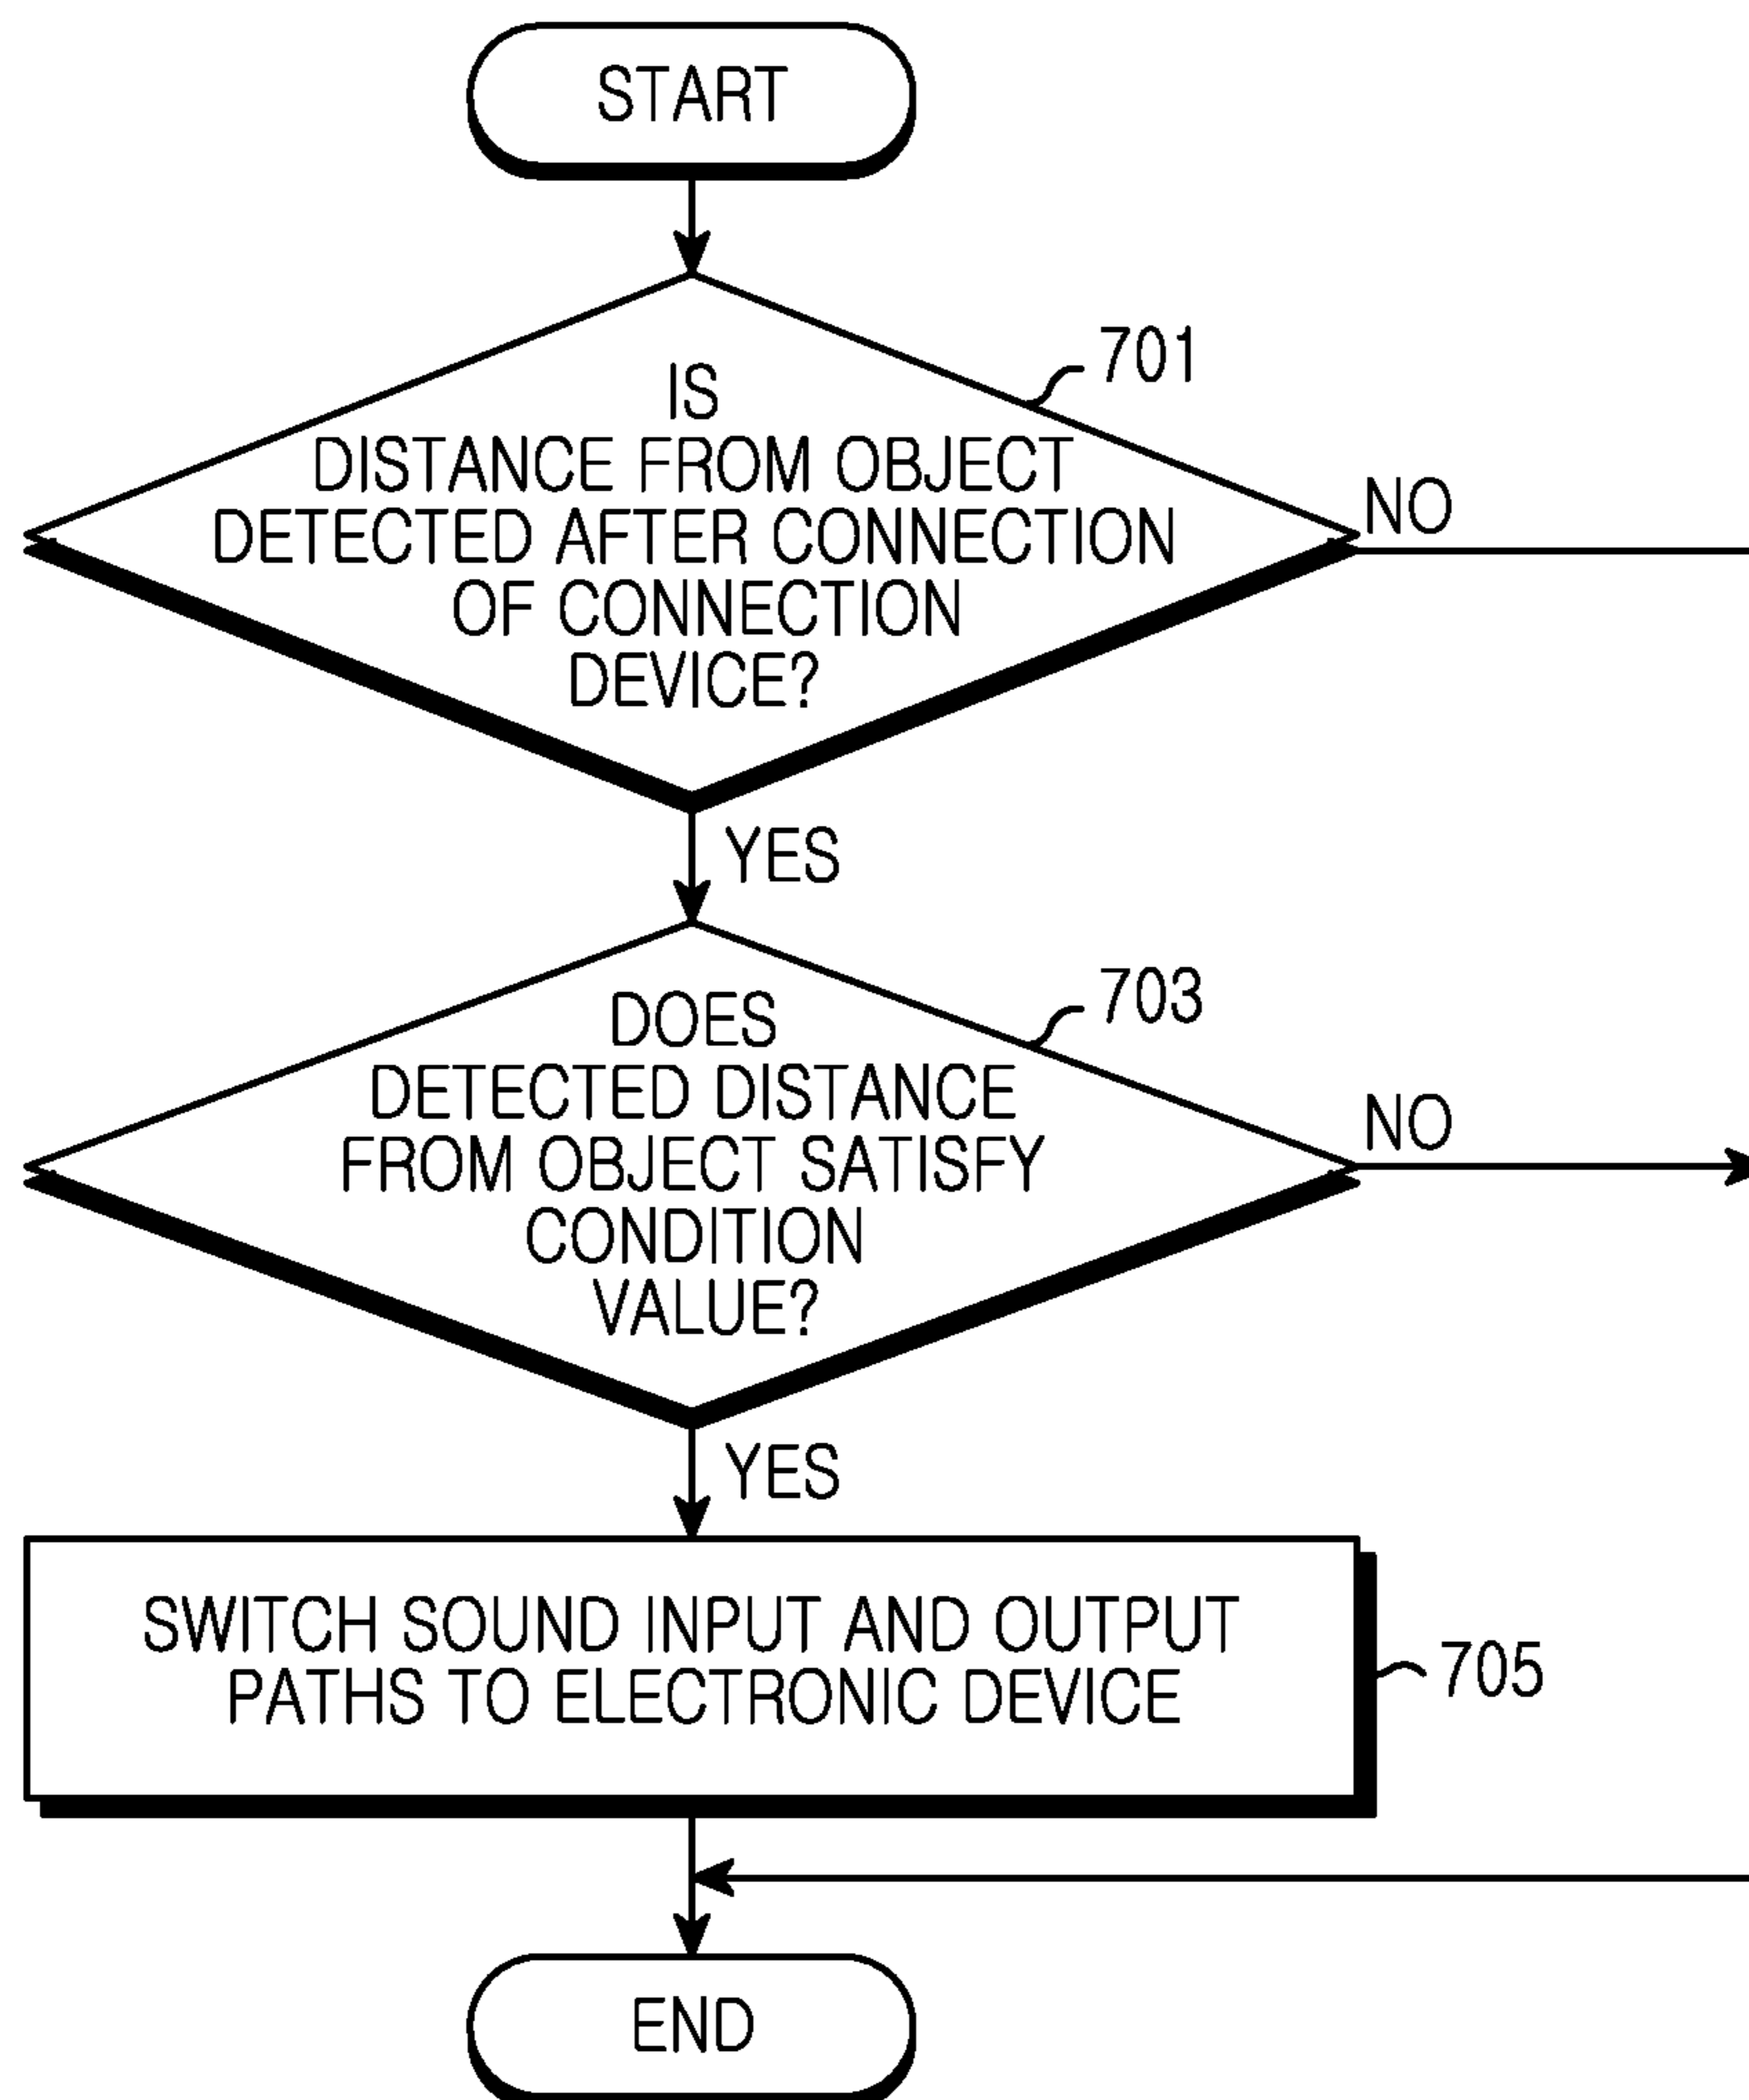 START
701
IS
DISTANCE FROM OBJECT
DETECTED AFTER CONNECTION
OF CONNECTION
DEVICE?
NO
YES
703
DOES
DETECTED DISTANCE
FROM OBJECT SATISFY
CONDITION
VALUE?
NO
YES
SWITCH SOUND INPUT AND OUTPUT
PATHS TO ELECTRONIC DEVICE
705
END